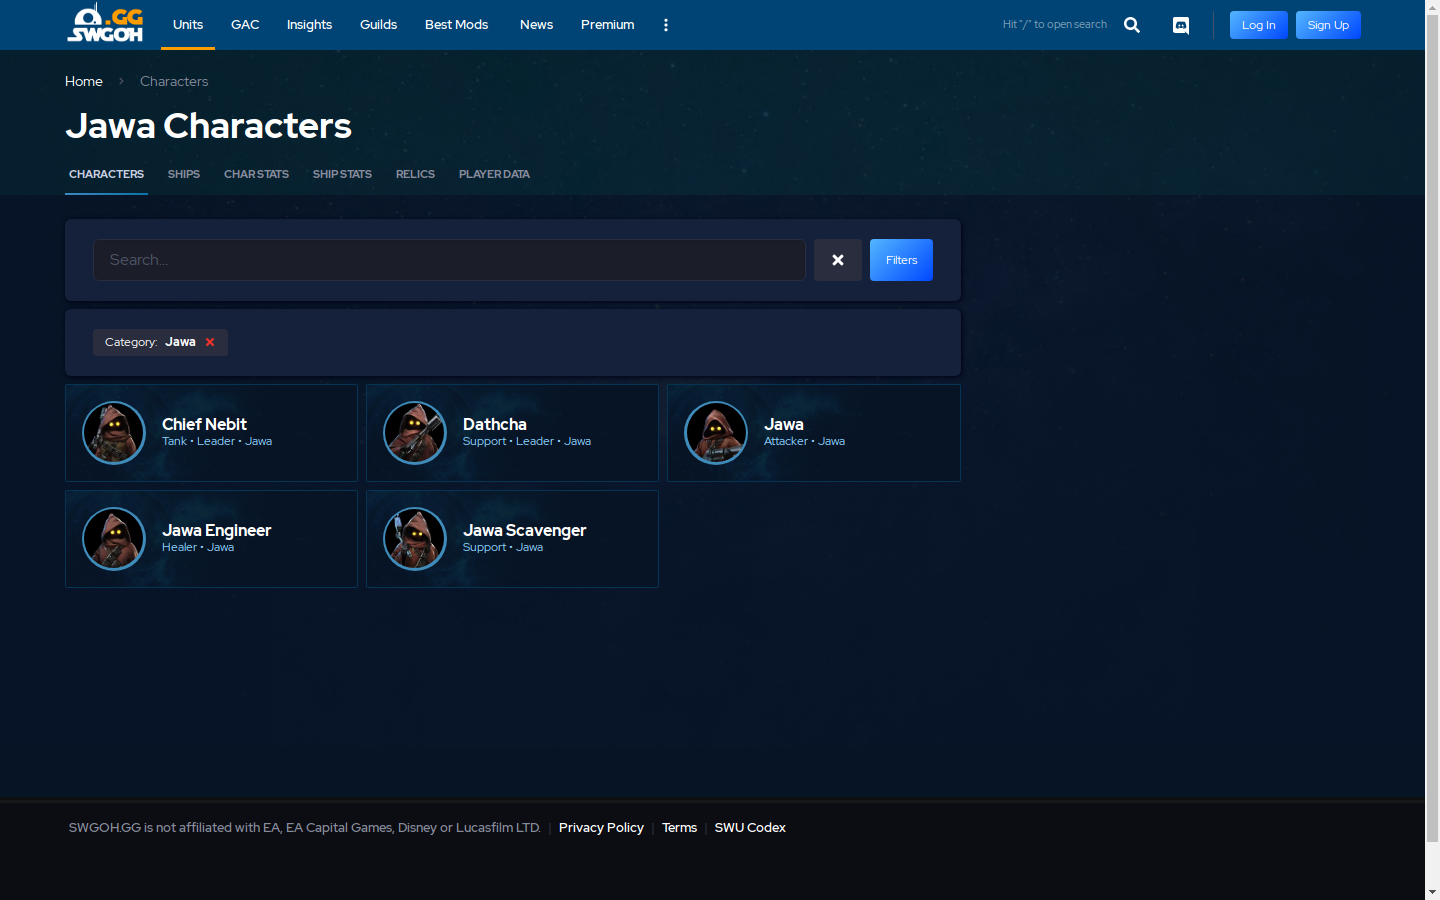 .GG
SWGOH
Units
GAC
Insights
Guilds
Best Mods
News
Premium
Hit "/" to open search
Log In
Sign Up
Home
Characters
Jawa Characters
CHARACTERS
SHIPS
CHAR STATS
SHIP STATS
RELICS
PLAYER DATA
Search...
Filters
Category: Jawa
Chief Nebit
Tank • Leader • Jawa
Dathcha
Support • Leader • Jawa
Jawa
Attacker • Jawa
Jawa Engineer
Healer • Jawa
Jawa Scavenger
Support • Jawa
SWGOH.GG is not affiliated with EA, EA Capital Games, Disney or Lucasfilm LTD. | Privacy Policy | Terms | SWU Codex